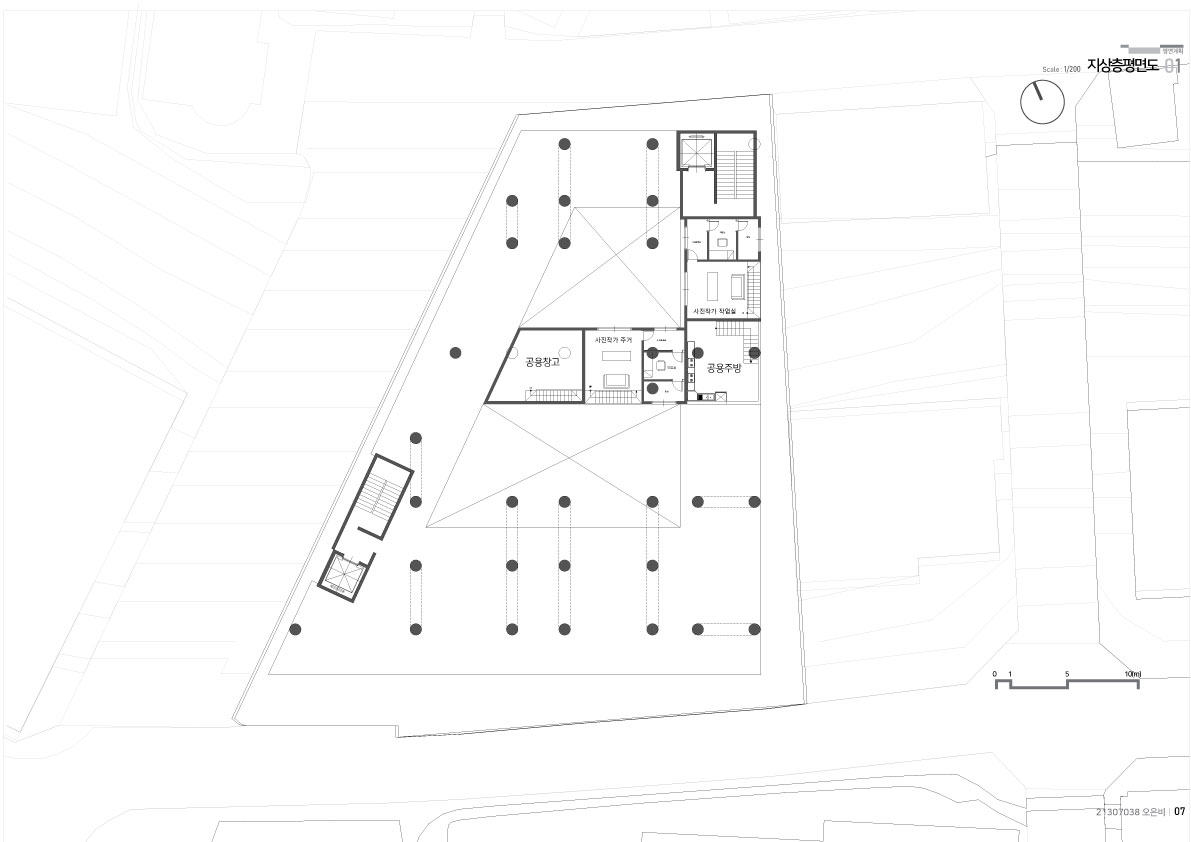 평면계획
Scale : 1/200 지상층평면도 01
사진작가 작업실
사진작가 주거
공용창고
공용주방
0 1 5 10(m)
21307038 오은비 | 07